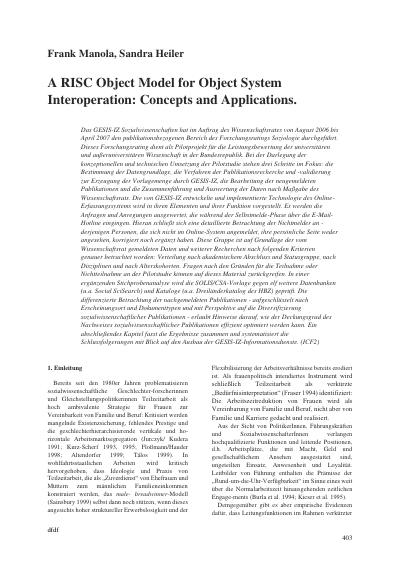 Frank Manola, Sandra Heiler
A RISC Object Model for Object System
Interoperation: Concepts and Applications.
Das GESIS-IZ Sozialwissenschaften hat im Auftrag des Wissenschaftsrates von August 2006 bis
April 2007 den publikationsbezogenen Bereich des Forschungsratings Soziologie durchgeführt.
Dieses Forschungsrating dient als Pilotprojekt für die Leistungsbewertung der universitären
und außeruniversitären Wissenschaft in der Bundesrepublik. Bei der Darlegung der
konzeptionellen und technischen Umsetzung der Pilotstudie stehen drei Schritte im Fokus: die
Bestimmung der Datengrundlage, die Verfahren der Publikationsrecherche und -validierung
zur Erzeugung der Vorlagemenge durch GESIS-IZ, die Bearbeitung der neugemeldeten
Publikationen und die Zusammenführung und Auswertung der Daten nach Maßgabe des
Wissenschaftsrats. Die von GESIS-IZ entwickelte und implementierte Technologie des Online-
Erfassungssystems wird in ihren Elementen und ihrer Funktion vorgestellt. Es werden die
Anfragen und Anregungen ausgewertet, die während der Selbstmelde-Phase über die E-Mail-
Hotline eingingen. Hieran schließt sich eine detaillierte Betrachtung der Nichtmelder an -
derjenigen Personen, die sich nicht im Online-System angemeldet, ihre persönliche Seite weder
angesehen, korrigiert noch ergänzt haben. Diese Gruppe ist auf Grundlage der vom
Wissenschaftsrat gemeldeten Daten und weiterer Recherchen nach folgenden Kriterien
genauer betrachtet worden: Verteilung nach akademischem Abschluss und Statusgruppe, nach
Disziplinen und nach Alterskohorten. Fragen nach den Gründen für die Teilnahme oder
Nichtteilnahme an der Pilotstudie können auf dieses Material zurückgreifen. In einer
ergänzenden Stichprobenanalyse wird die SOLIS/CSA-Vorlage gegen elf weitere Datenbanken
(u.a. Social SciSearch) und Kataloge (u.a. Dreiländerkatalog der HBZ) geprüft. Die
differenzierte Betrachtung der nachgemeldeten Publikationen - aufgeschlüsselt nach
Erscheinungsort und Dokumenttypen und mit Perspektive auf die Diversifizierung
sozialwissenschaftlicher Publikationen - erlaubt Hinweise darauf, wie der Deckungsgrad des
Nachweises sozialwissenschaftlicher Publikationen effizient optimiert werden kann. Ein
abschließendes Kapitel fasst die Ergebnisse zusammen und systematisiert die
Schlussfolgerungen mit Blick auf den Ausbau der GESIS-IZ-Informationsdienste. (ICF2)
1. Einleitung
Bereits seit den 1980er Jahren problematisieren
sozialwissenschaftliche Geschlechter-forscherinnen
und Gleichstellungspolitikerinnen Teilzeitarbeit als
hoch ambivalente Strategie für Frauen zur
Vereinbarkeit von Familie und Beruf: Kritisiert werden
mangelnde Existenzsicherung, fehlendes Prestige und
die geschlechterhierarchisierende vertikale und ho-
rizontale Arbeitsmarktsegregation (Jurczyk/ Kudera
1991; Kurz-Scherf 1993, 1995; Floßmann/Hauder
1998; Altendorfer 1999; Tálos 1999). In
wohlfahrtsstaatlichen Arbeiten wird kritisch
hervorgehoben, dass Ideologie und Praxis von
Teilzeitarbeit, die als „Zuverdienst“ von Ehefrauen und
Müttern zum männlichen Familieneinkommen
konstruiert werden, das male- breadwinner-Modell
(Sainsbury 1999) selbst dann noch stützen, wenn dieses
angesichts hoher struktureller Erwerbslosigkeit und der
Flexibilisierung der Arbeitsverhältnisse bereits erodiert
ist. Als frauenpolitisch intendiertes Instrument wird
schließlich Teilzeitarbeit als verkürzte
„Bedürfnisinterpretation“ (Fraser 1994) identifiziert:
Die Arbeitszeitreduktion von Frauen wird als
Vereinbarung von Familie und Beruf, nicht aber von
Familie und Karriere gedacht und realisiert.
Aus der Sicht von PolitikerInnen, Führungskräften
und SozialwissenschafterInnen verlangen
hochqualifizierte Funktionen und leitende Positionen,
d.h. Arbeitsplätze, die mit Macht, Geld und
gesellschaftlichem Ansehen ausgestattet sind,
ungeteilten Einsatz, Anwesenheit und Loyalität.
Leitbilder von Führung enthalten die Prämisse der
„Rund-um-die-Uhr-Verfügbarkeit“ im Sinne eines weit
über die Normalarbeitszeit hinausgehenden zeitlichen
Engage-ments (Burla et al. 1994; Kieser et al. 1995).
Demgegenüber gibt es aber empirische Evidenzen
dafür, dass Leitungsfunktionen im Rahmen verkürzter
dfdf
403